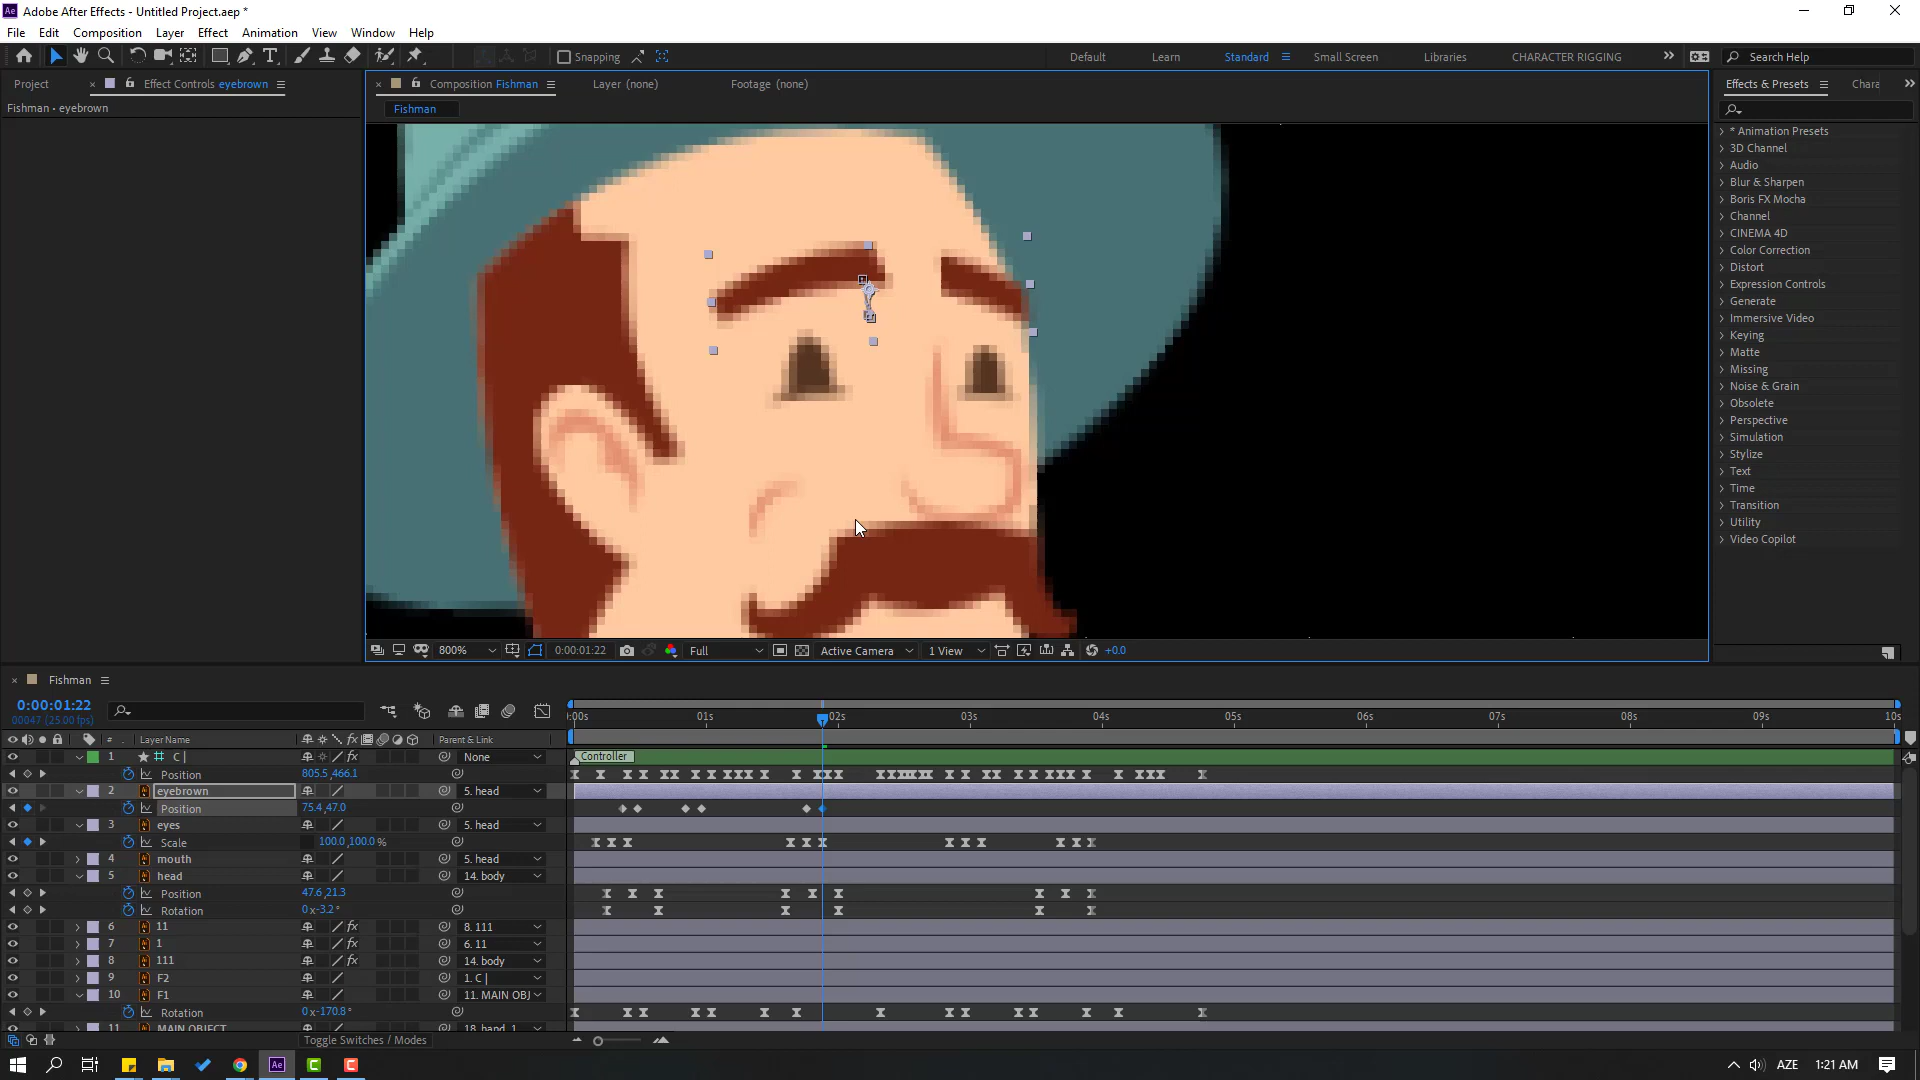 Adobe After Effects - Untitled Project.aep *
File Edit Composition Layer Effect Animation View Window Help
Snapping Default Learn Standard Small Screen Libraries CHARACTER RIGGING Search Help
Project Effect Controls eyebrown Composition Fishman Layer (none) Footage (none) Effects & Presets Chara
Fishman • eyebrown
Fishman
* Animation Presets
3D Channel
Audio
Blur & Sharpen
Boris FX Mocha
Channel
CINEMA 4D
Color Correction
Distort
Expression Controls
Generate
Immersive Video
Keying
Matte
Missing
Noise & Grain
Obsolete
Perspective
Simulation
Stylize
Text
Time
Transition
Utility
Video Copilot
800% 0:00:01:22 Full Active Camera 1 View +0.0
Fishman
0:00:01:22
00047 (25.00 fps)
:00s 01s 02s 03s 04s 05s 06s 07s 08s 09s 10s
# Layer Name Parent & Link
1 C | None Controller
Position 805.5,466.1
2 eyebrown 5. head
Position 75.4,47.0
3 eyes 5. head
Scale 100.0,100.0 %
4 mouth 5. head
5 head 14. body
Position 47.6,21.3
Rotation 0x-3.2°
6 11 8. 111
7 1 6. 11
8 111 14. body
9 F2 1. C |
10 F1 11. MAIN OBJ
Rotation 0x-170.8°
11 MAIN OBJECT 18. hand 1
Toggle Switches / Modes
AZE 1:21 AM